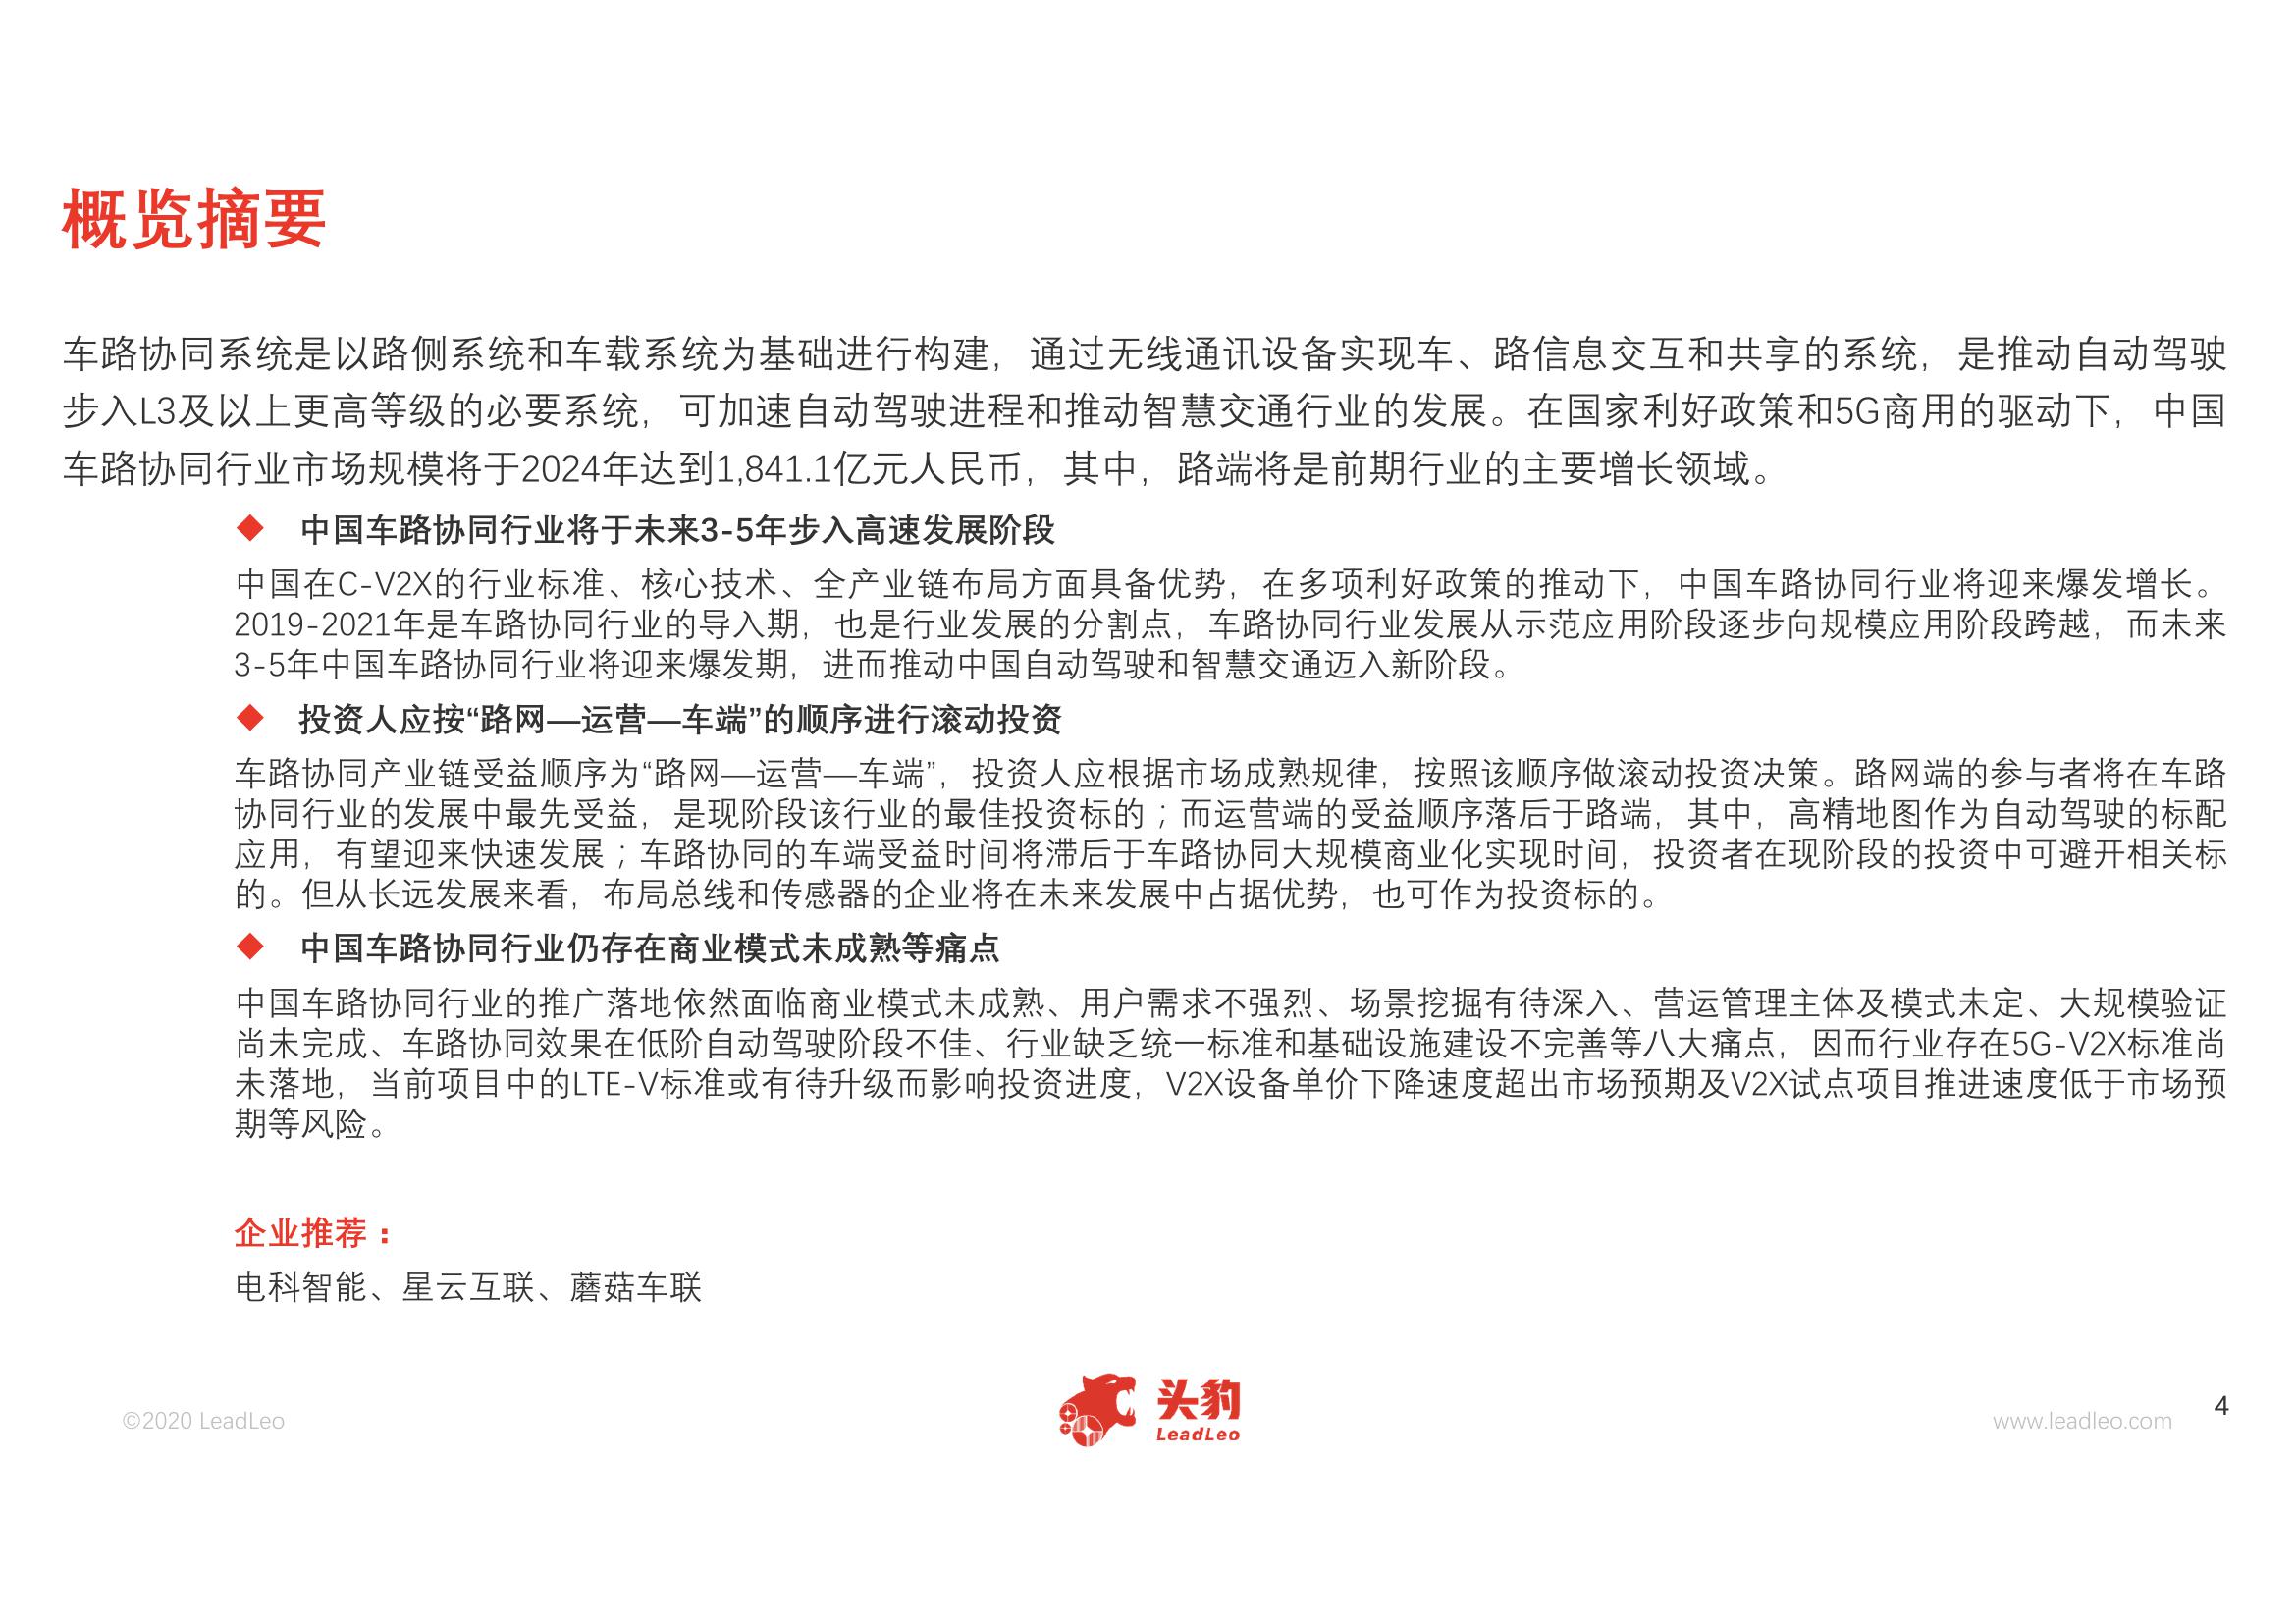 概览摘要
车路协同系统是以路侧系统和车载系统为基础进行构建，通过无线通讯设备实现车、路信息交互和共享的系统，是推动自动驾驶
步入L3及以上更高等级的必要系统，可加速自动驾驶进程和推动智慧交通行业的发展。在国家利好政策和5G商用的驱动下，中国
车路协同行业市场规模将于2024年达到1,841.1亿元人民币，其中，路端将是前期行业的主要增长领域。
◆ 中国车路协同行业将于未来3-5年步入高速发展阶段
中国在C-V2X的行业标准、核心技术、全产业链布局方面具备优势，在多项利好政策的推动下，中国车路协同行业将迎来爆发增长。
2019-2021年是车路协同行业的导入期，也是行业发展的分割点，车路协同行业发展从示范应用阶段逐步向规模应用阶段跨越，而未来
3-5年中国车路协同行业将迎来爆发期，进而推动中国自动驾驶和智慧交通迈入新阶段。
◆ 投资人应按“路网—运营—车端”的顺序进行滚动投资
车路协同产业链受益顺序为“路网—运营—车端”，投资人应根据市场成熟规律，按照该顺序做滚动投资决策。路网端的参与者将在车路
协同行业的发展中最先受益，是现阶段该行业的最佳投资标的；而运营端的受益顺序落后于路端，其中，高精地图作为自动驾驶的标配
应用，有望迎来快速发展；车路协同的车端受益时间将滞后于车路协同大规模商业化实现时间，投资者在现阶段的投资中可避开相关标
的。但从长远发展来看，布局总线和传感器的企业将在未来发展中占据优势，也可作为投资标的。
◆ 中国车路协同行业仍存在商业模式未成熟等痛点
中国车路协同行业的推广落地依然面临商业模式未成熟、用户需求不强烈、场景挖掘有待深入、营运管理主体及模式未定、大规模验证
尚未完成、车路协同效果在低阶自动驾驶阶段不佳、行业缺乏统一标准和基础设施建设不完善等八大痛点，因而行业存在5G-V2X标准尚
未落地，当前项目中的LTE-V标准或有待升级而影响投资进度，V2X设备单价下降速度超出市场预期及V2X试点项目推进速度低于市场预
期等风险。
企业推荐：
电科智能、星云互联、蘑菇车联
©2020 LeadLeo
头豹
LeadLeo
www.leadleo.com
4